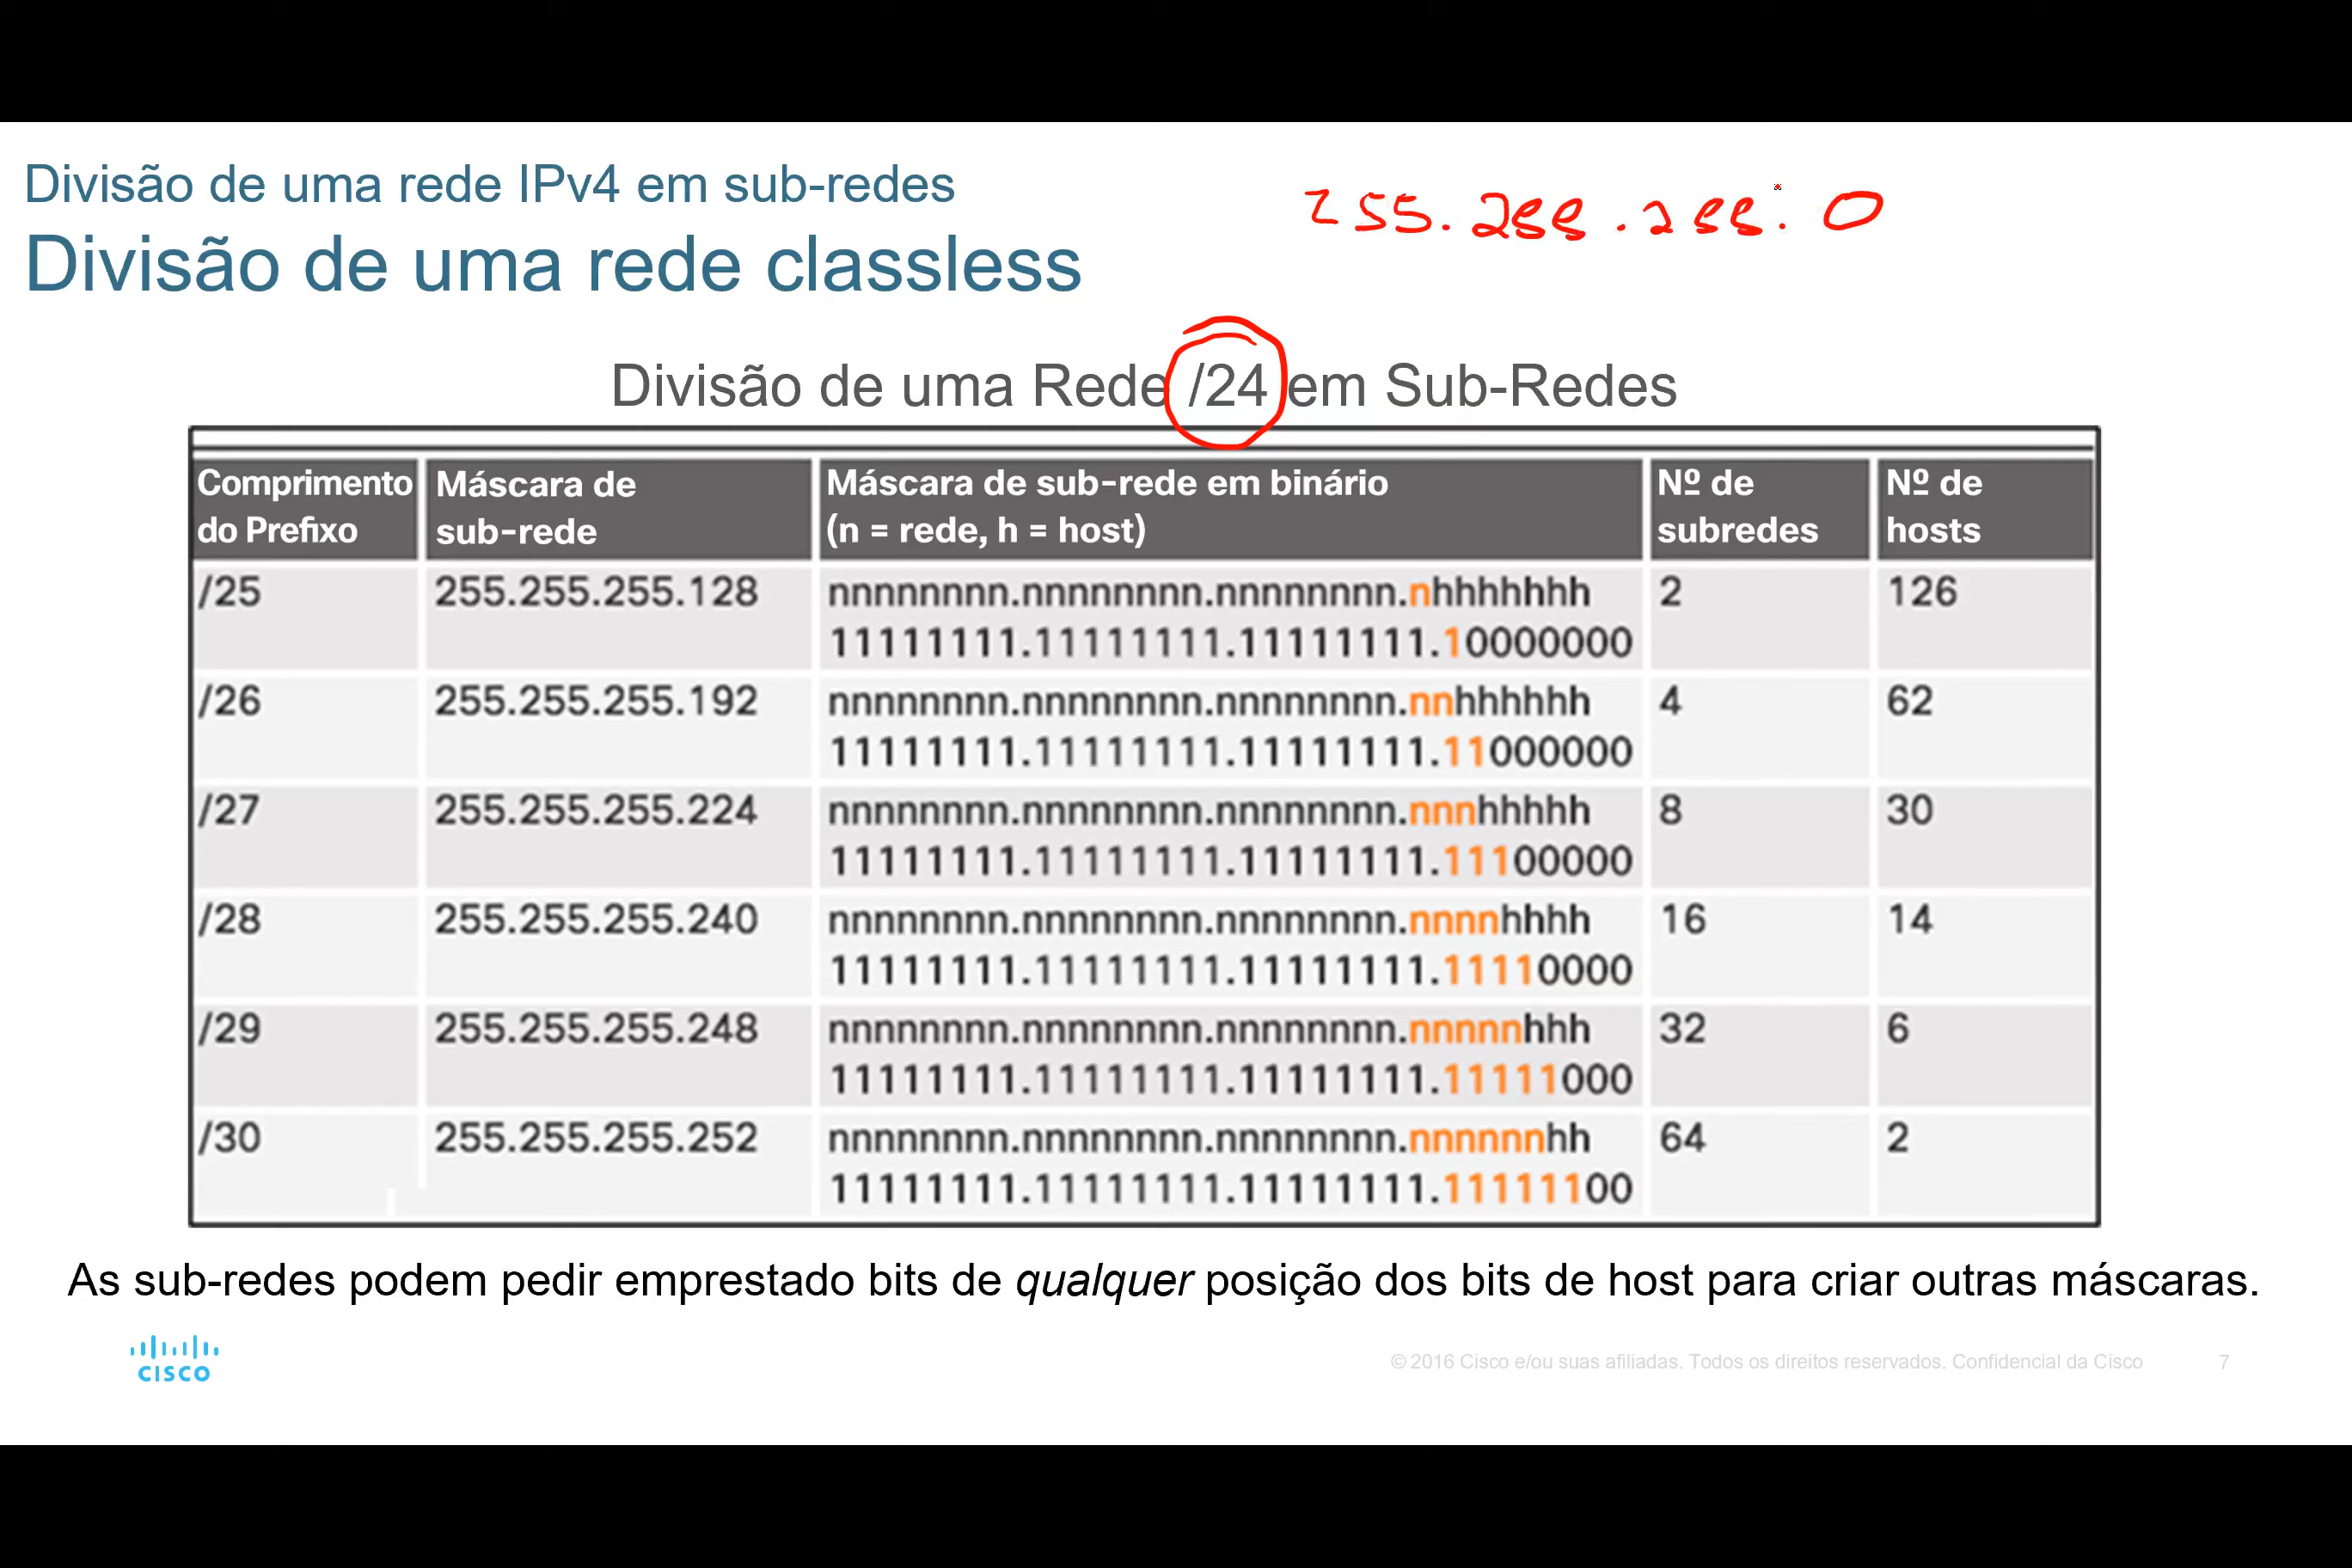 Divisão de uma rede IPv4 em sub-redes
255.255.255.0
Divisão de uma rede classless
Divisão de uma Rede /24 em Sub-Redes
Comprimento do Prefixo Máscara de sub-rede Máscara de sub-rede em binário (n = rede, h = host) Nº de subredes Nº de hosts
/25 255.255.255.128 nnnnnnnn.nnnnnnnn.nnnnnnnn.nhhhhhhh 2 126
11111111.11111111.11111111.10000000
/26 255.255.255.192 nnnnnnnn.nnnnnnnn.nnnnnnnn.nnhhhhhh 4 62
11111111.11111111.11111111.11000000
/27 255.255.255.224 nnnnnnnn.nnnnnnnn.nnnnnnnn.nnnhhhhh 8 30
11111111.11111111.11111111.11100000
/28 255.255.255.240 nnnnnnnn.nnnnnnnn.nnnnnnnn.nnnnhhhh 16 14
11111111.11111111.11111111.11110000
/29 255.255.255.248 nnnnnnnn.nnnnnnnn.nnnnnnnn.nnnnnhhh 32 6
11111111.11111111.11111111.11111000
/30 255.255.255.252 nnnnnnnn.nnnnnnnn.nnnnnnnn.nnnnnnhh 64 2
11111111.11111111.11111111.11111100
As sub-redes podem pedir emprestado bits de qualquer posição dos bits de host para criar outras máscaras.
CISCO
© 2016 Cisco e/ou suas afiliadas. Todos os direitos reservados. Confidencial da Cisco 7